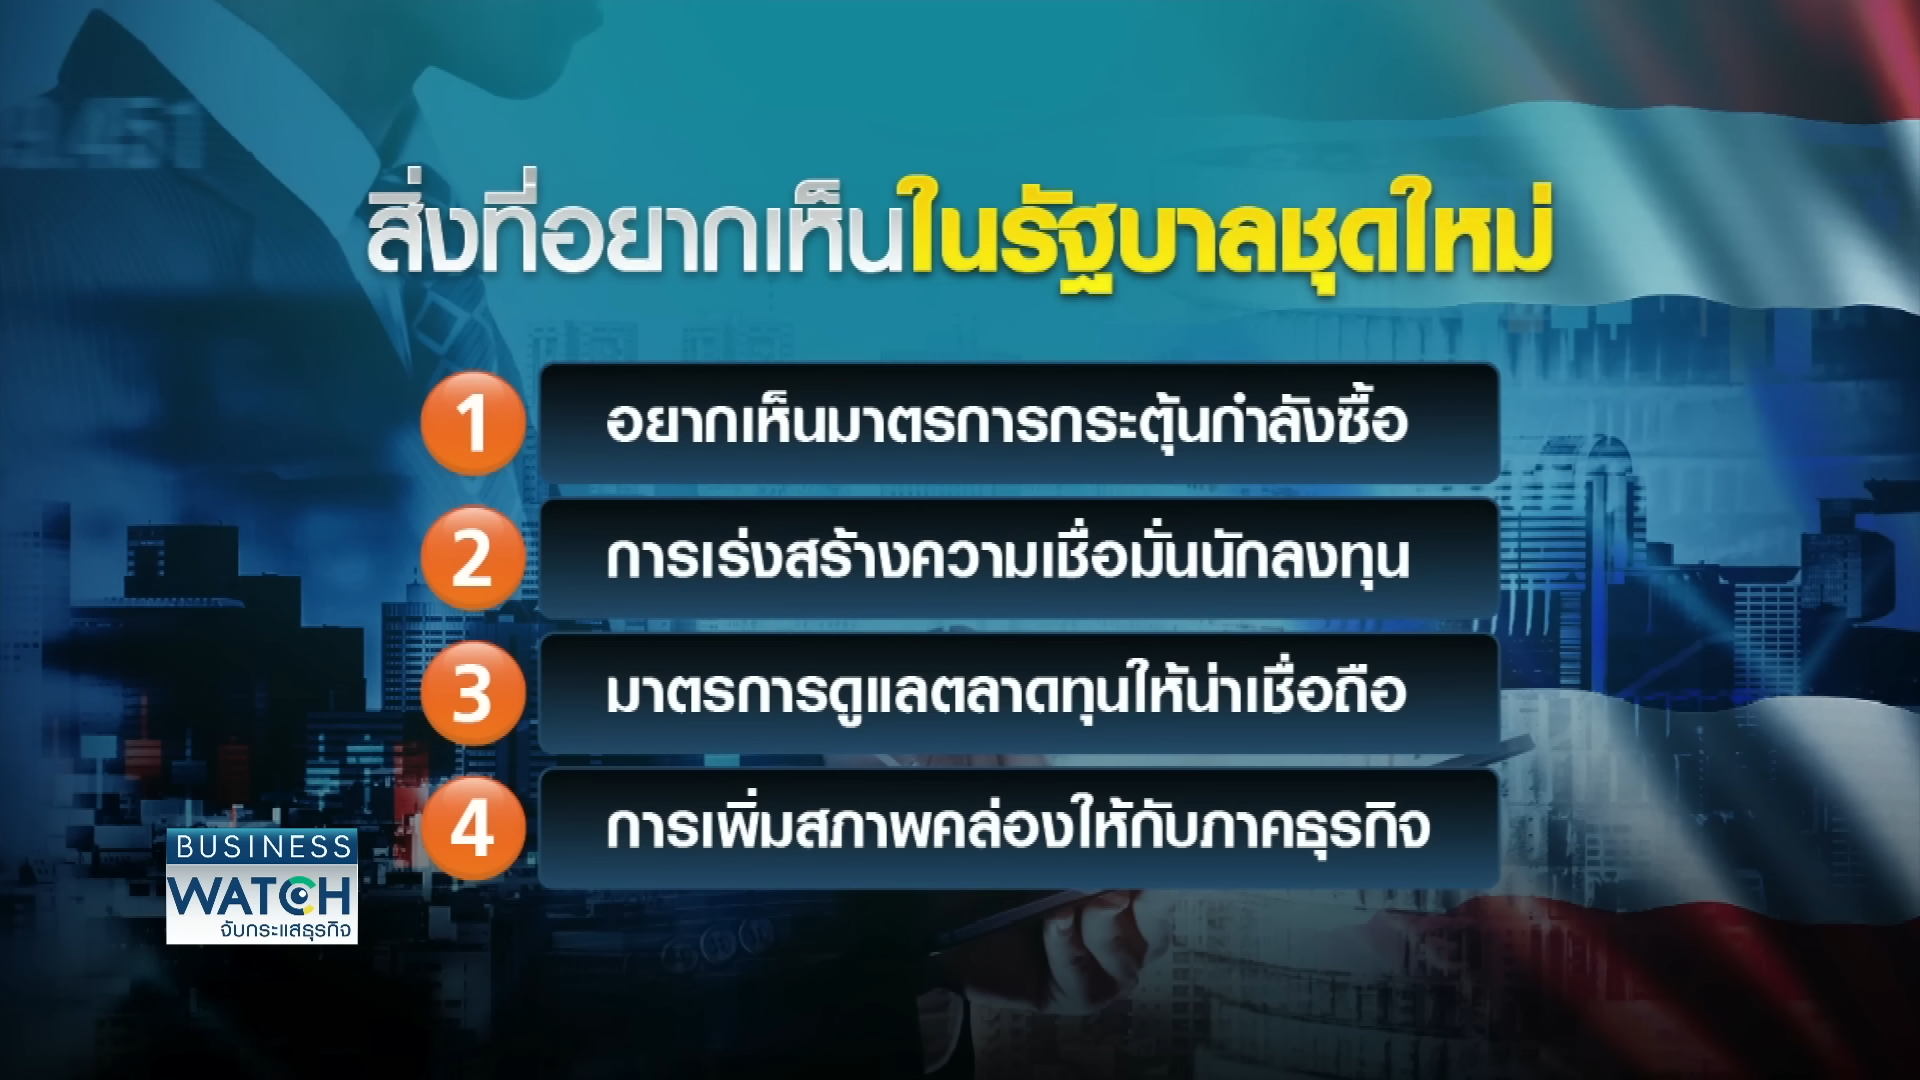 สิ่งที่อยากเห็นในรัฐบาลชุดใหม่
1 อยากเห็นมาตรการกระตุ้นกำลังซื้อ
2 การเร่งสร้างความเชื่อมั่นนักลงทุน
3 มาตรการดูแลตลาดทุนให้น่าเชื่อถือ
4 การเพิ่มสภาพคล่องให้กับภาคธุรกิจ
BUSINESS
WATCH
จับกระแสธุรกิจ